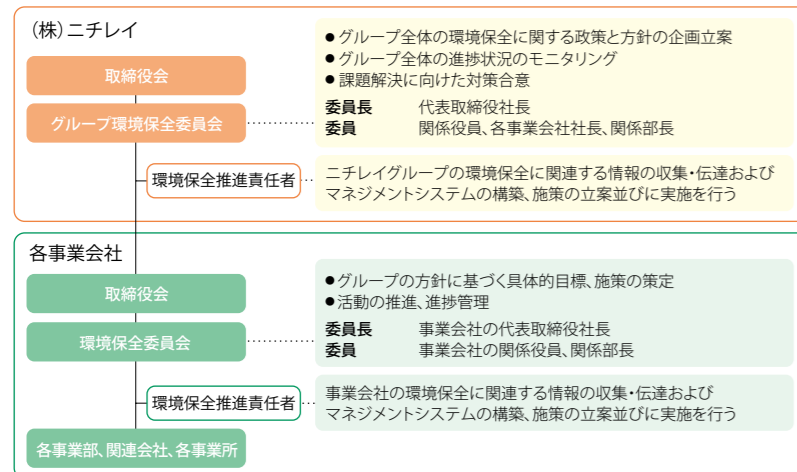 (株)ニチレイ
取締役会
グループ環境保全委員会
●グループ全体の環境保全に関する政策と方針の企画立案
●グループ全体の進捗状況のモニタリング
●課題解決に向けた対策合意
委員長 代表取締役社長
委員 関係役員、各事業会社社長、関係部長
環境保全推進責任者
ニチレイグループの環境保全に関連する情報の収集・伝達および
マネジメントシステムの構築、施策の立案並びに実施を行う
各事業会社
取締役会
環境保全委員会
●グループの方針に基づく具体的目標、施策の策定
●活動の推進、進捗管理
委員長 事業会社の代表取締役社長
委員 事業会社の関係役員、関係部長
環境保全推進責任者
事業会社の環境保全に関連する情報の収集・伝達および
マネジメントシステムの構築、施策の立案並びに実施を行う
各事業部、関連会社、各事業所